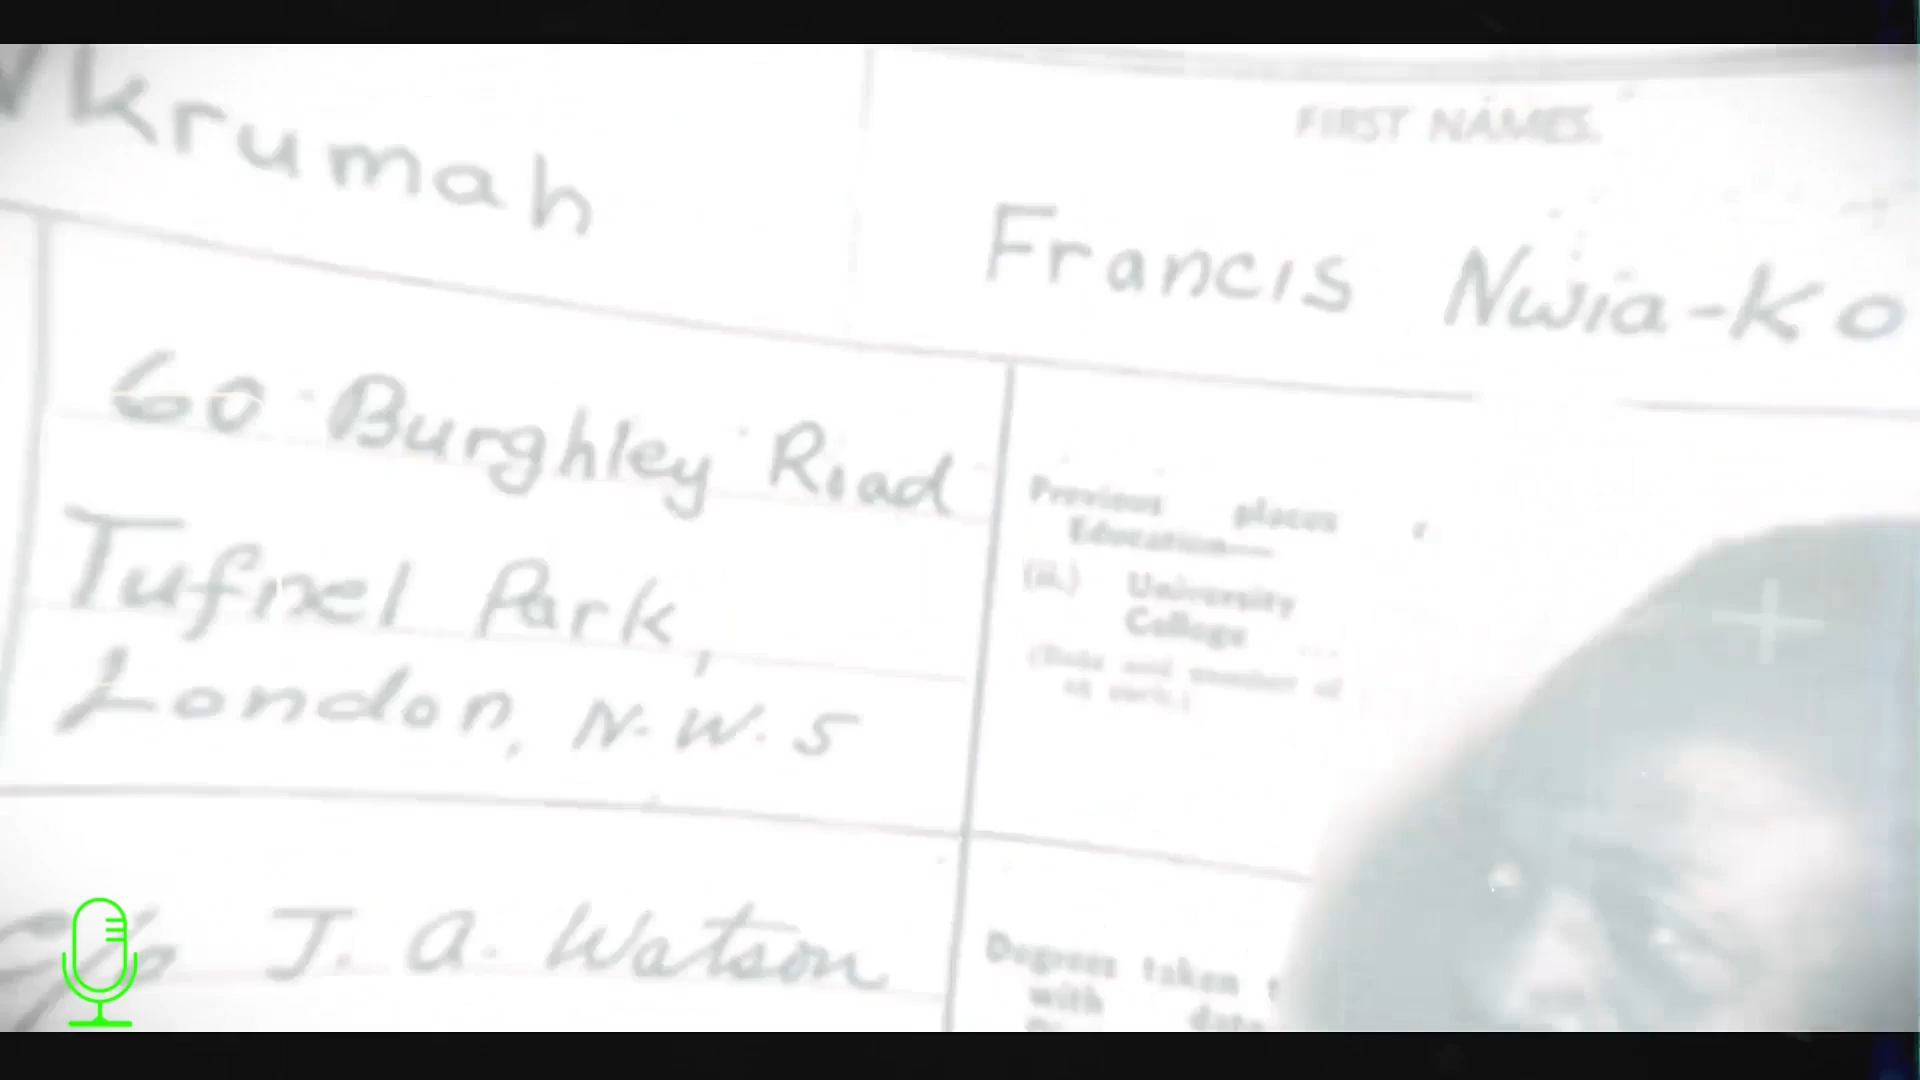 Nkrumah
FIRST NAMES.
Francis Nwia-Ko
60 Burghley Road
Tufnel Park,
London, N.W.5
Previous places
Education—
(ii.) University
College ...
c/o J. A. Watson
Degrees taken
with